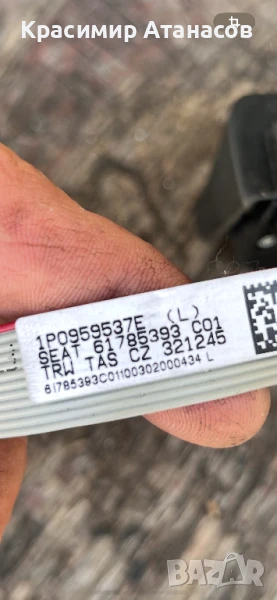 Красимир Атанасов
1P0959537E (L)
SEAT 61785393 C01
TRW TAS CZ 321245
61785393C01100302000434 L
BAZAR